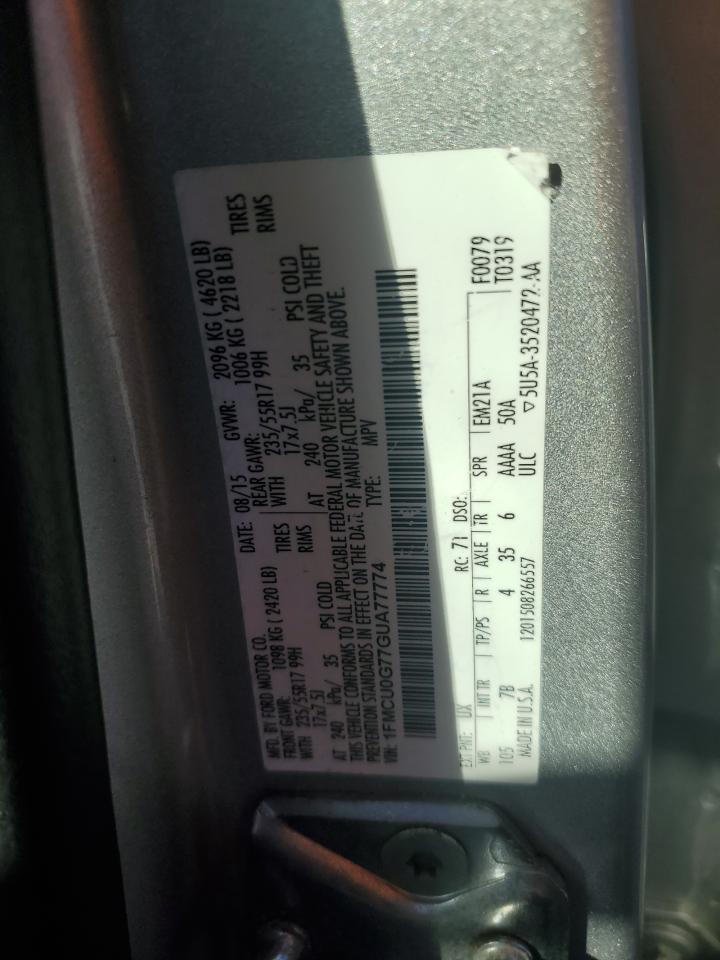 MFD. BY FORD MOTOR CO. DATE: 08/15 GVWR: 2096 KG ( 4620 LB)
FRONT GAWR: 1098 KG ( 2420 LB) REAR GAWR: 1006 KG ( 2218 LB)
WITH 235/55R17 99H TIRES WITH 235/55R17 99H TIRES
17x7.5J RIMS 17x7.5J RIMS
AT 240 kPa/ 35 PSI COLD AT 240 kPa/ 35 PSI COLD
THIS VEHICLE CONFORMS TO ALL APPLICABLE FEDERAL MOTOR VEHICLE SAFETY AND THEFT
PREVENTION STANDARDS IN EFFECT ON THE DATE OF MANUFACTURE SHOWN ABOVE.
VIN: 1FMCU0G77GUA77774 TYPE: MPV
EXT PNT: UX RC: 71 DSO:
WB INT TR TP/PS R AXLE TR SPR EM21A F0079
105 7B 4 35 6 AAAA 50A T0319
MADE IN U.S.A. 1201508266557 ULC ▽5U5A-3520472-AA